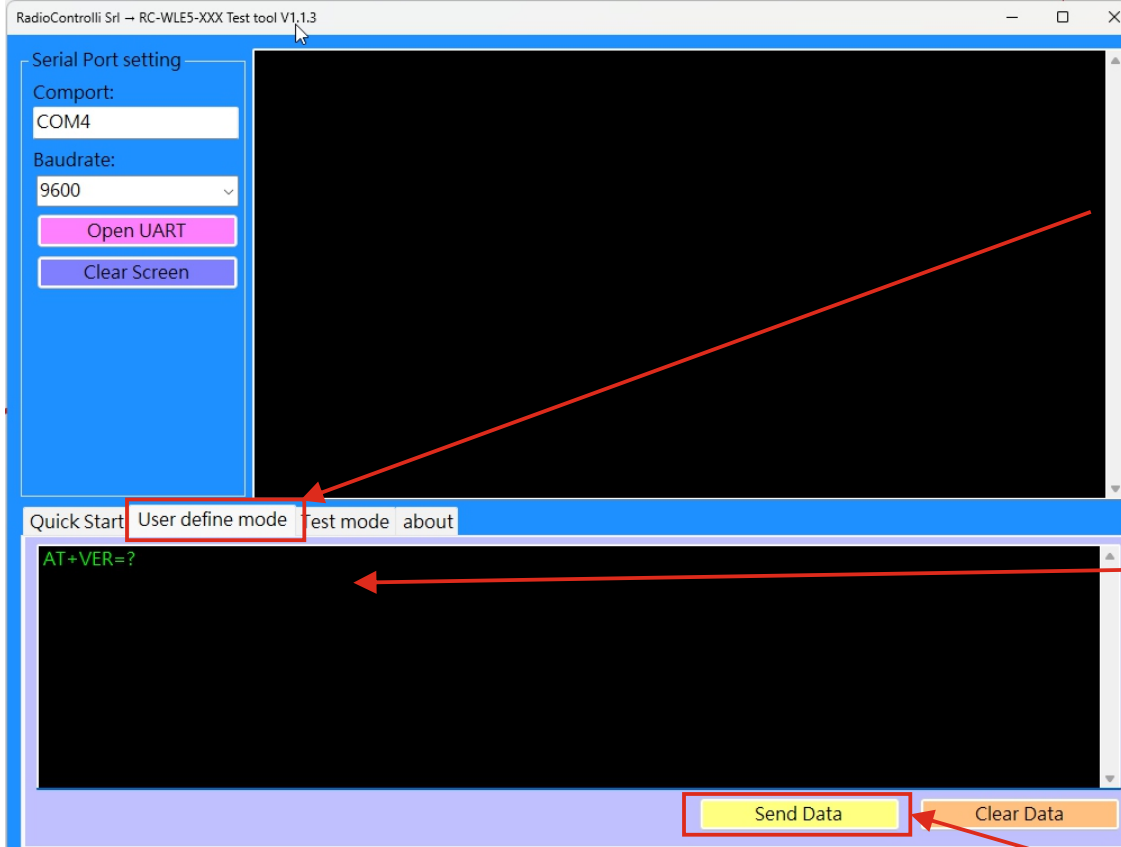 RadioControlli Srl → RC-WLE5-XXX Test tool V1.1.3
Serial Port setting
Comport:
COM4
Baudrate:
9600
Open UART
Clear Screen
Quick Start User define mode Test mode about
AT+VER=?
Send Data Clear Data